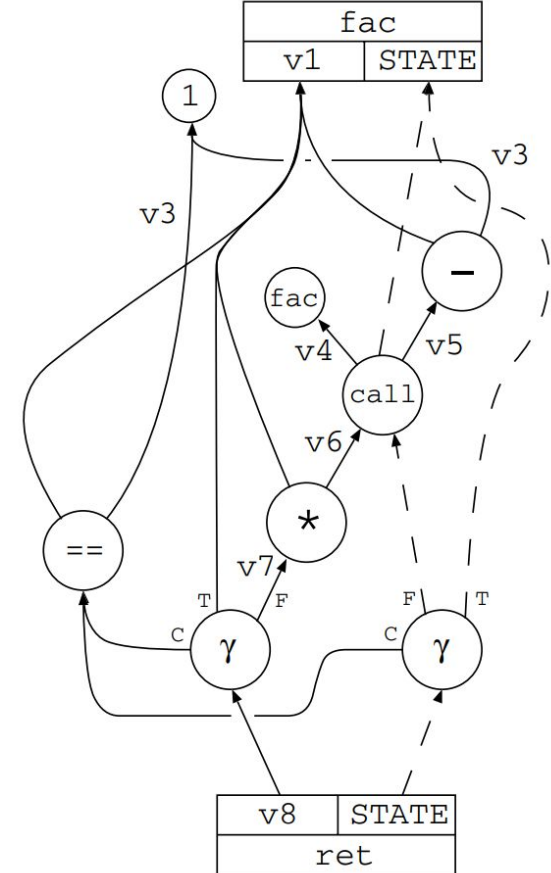 fac
v1 STATE
1
v3
v3
−
fac
v4
v5
call
v6
*
==
v7
T F
F T
C
C
γ
γ
v8 STATE
ret